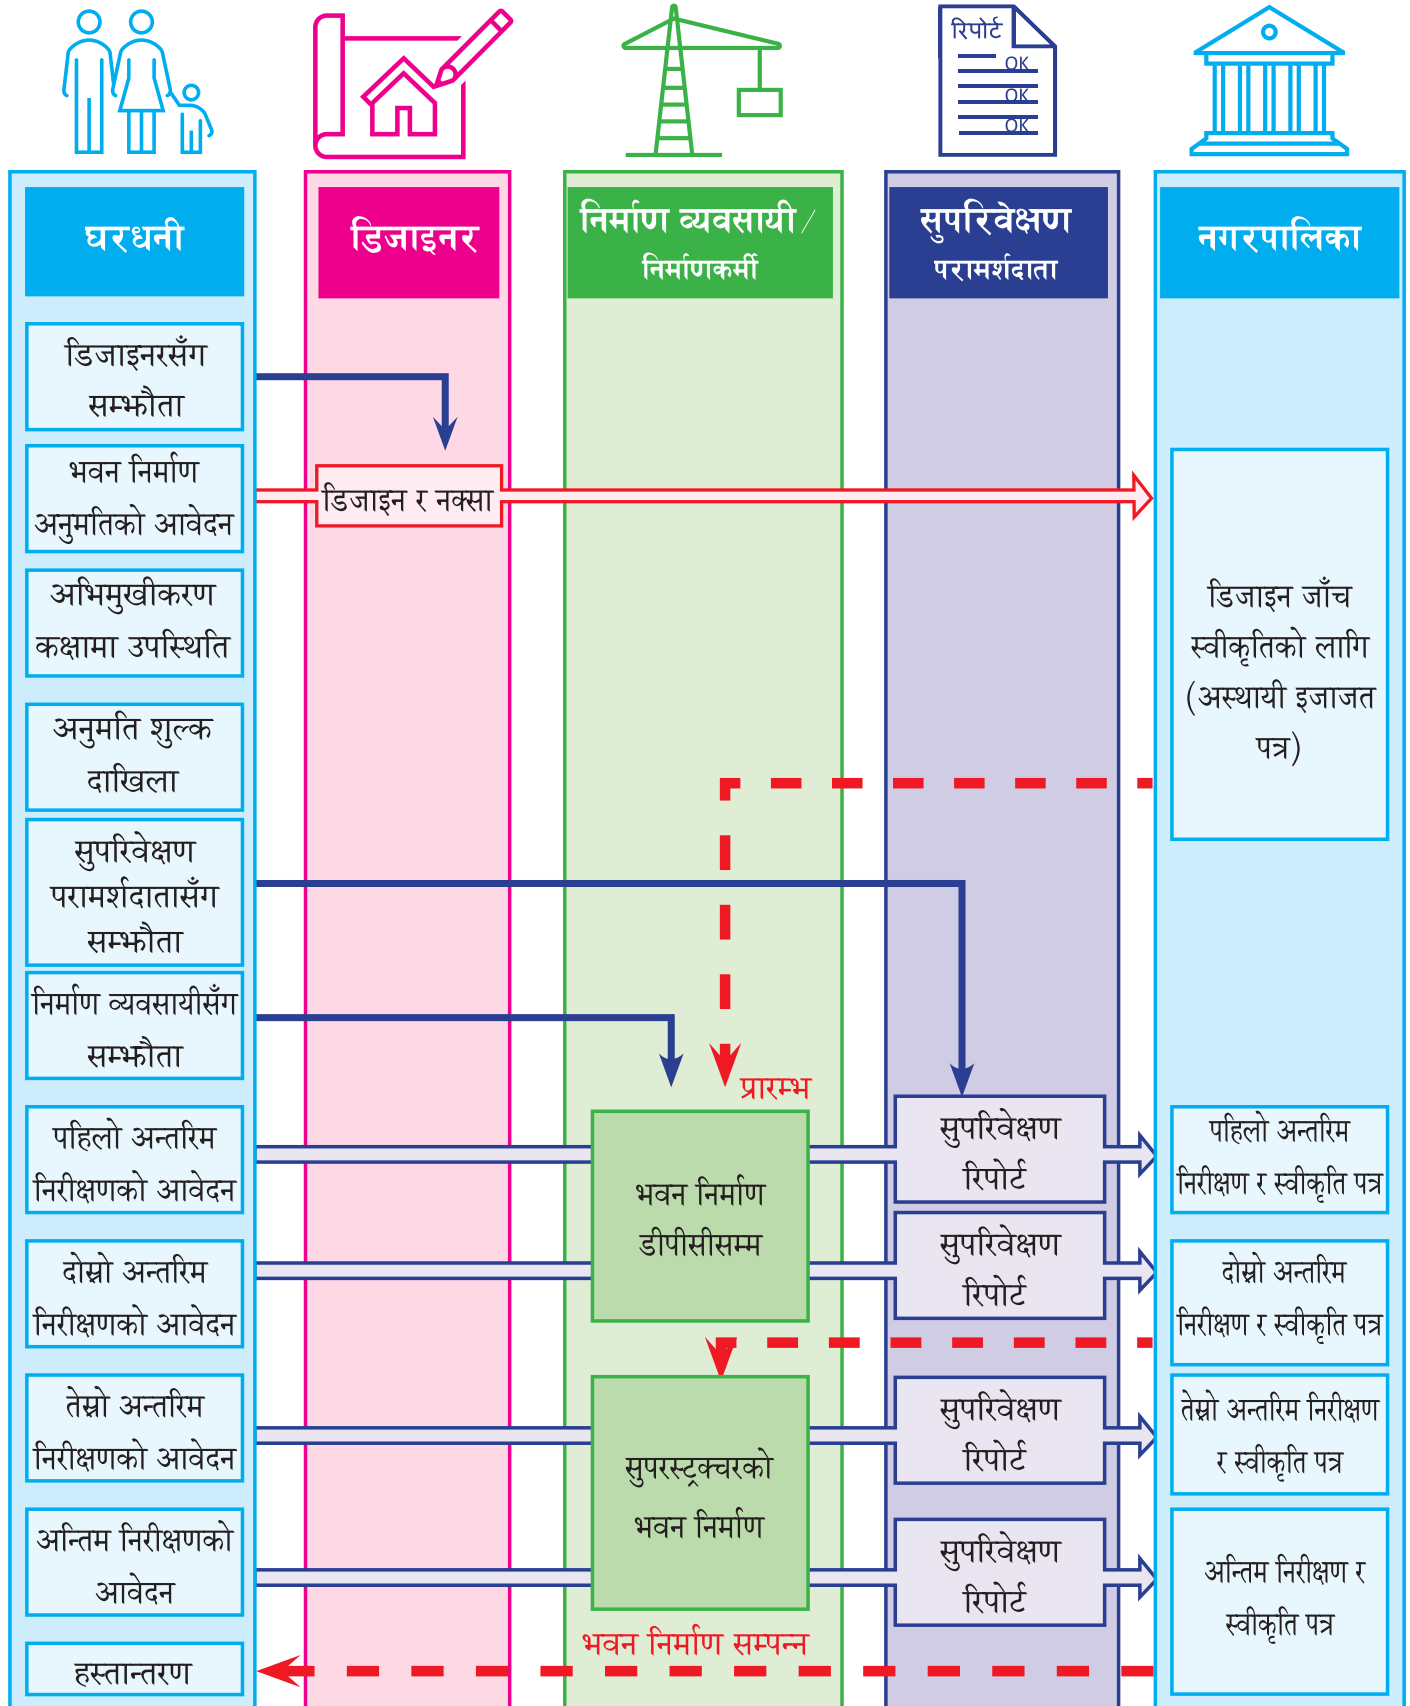 रिपोर्ट
OK
OK
OK
घरधनी
डिजाइनर
निर्माण व्यवसायी/
निर्माणकर्मी
सुपरिवेक्षण
परामर्शदाता
नगरपालिका
डिजाइनरसँग
सम्झौता
भवन निर्माण
अनुमतिको आवेदन
डिजाइन र नक्सा
अभिमुखीकरण
कक्षामा उपस्थिति
डिजाइन जाँच
स्वीकृतिको लागि
(अस्थायी इजाजत
पत्र)
अनुमति शुल्क
दाखिला
सुपरिवेक्षण
परामर्शदातासँग
सम्झौता
निर्माण व्यवसायीसँग
सम्झौता
प्रारम्भ
पहिलो अन्तरिम
निरीक्षणको आवेदन
भवन निर्माण
डीपीसीसम्म
सुपरिवेक्षण
रिपोर्ट
पहिलो अन्तरिम
निरीक्षण र स्वीकृति पत्र
दोस्रो अन्तरिम
निरीक्षणको आवेदन
सुपरिवेक्षण
रिपोर्ट
दोस्रो अन्तरिम
निरीक्षण र स्वीकृति पत्र
तेस्रो अन्तरिम
निरीक्षणको आवेदन
सुपरस्ट्रक्चरको
भवन निर्माण
सुपरिवेक्षण
रिपोर्ट
तेस्रो अन्तरिम निरीक्षण
र स्वीकृति पत्र
अन्तिम निरीक्षणको
आवेदन
सुपरिवेक्षण
रिपोर्ट
अन्तिम निरीक्षण र
स्वीकृति पत्र
भवन निर्माण सम्पन्न
हस्तान्तरण